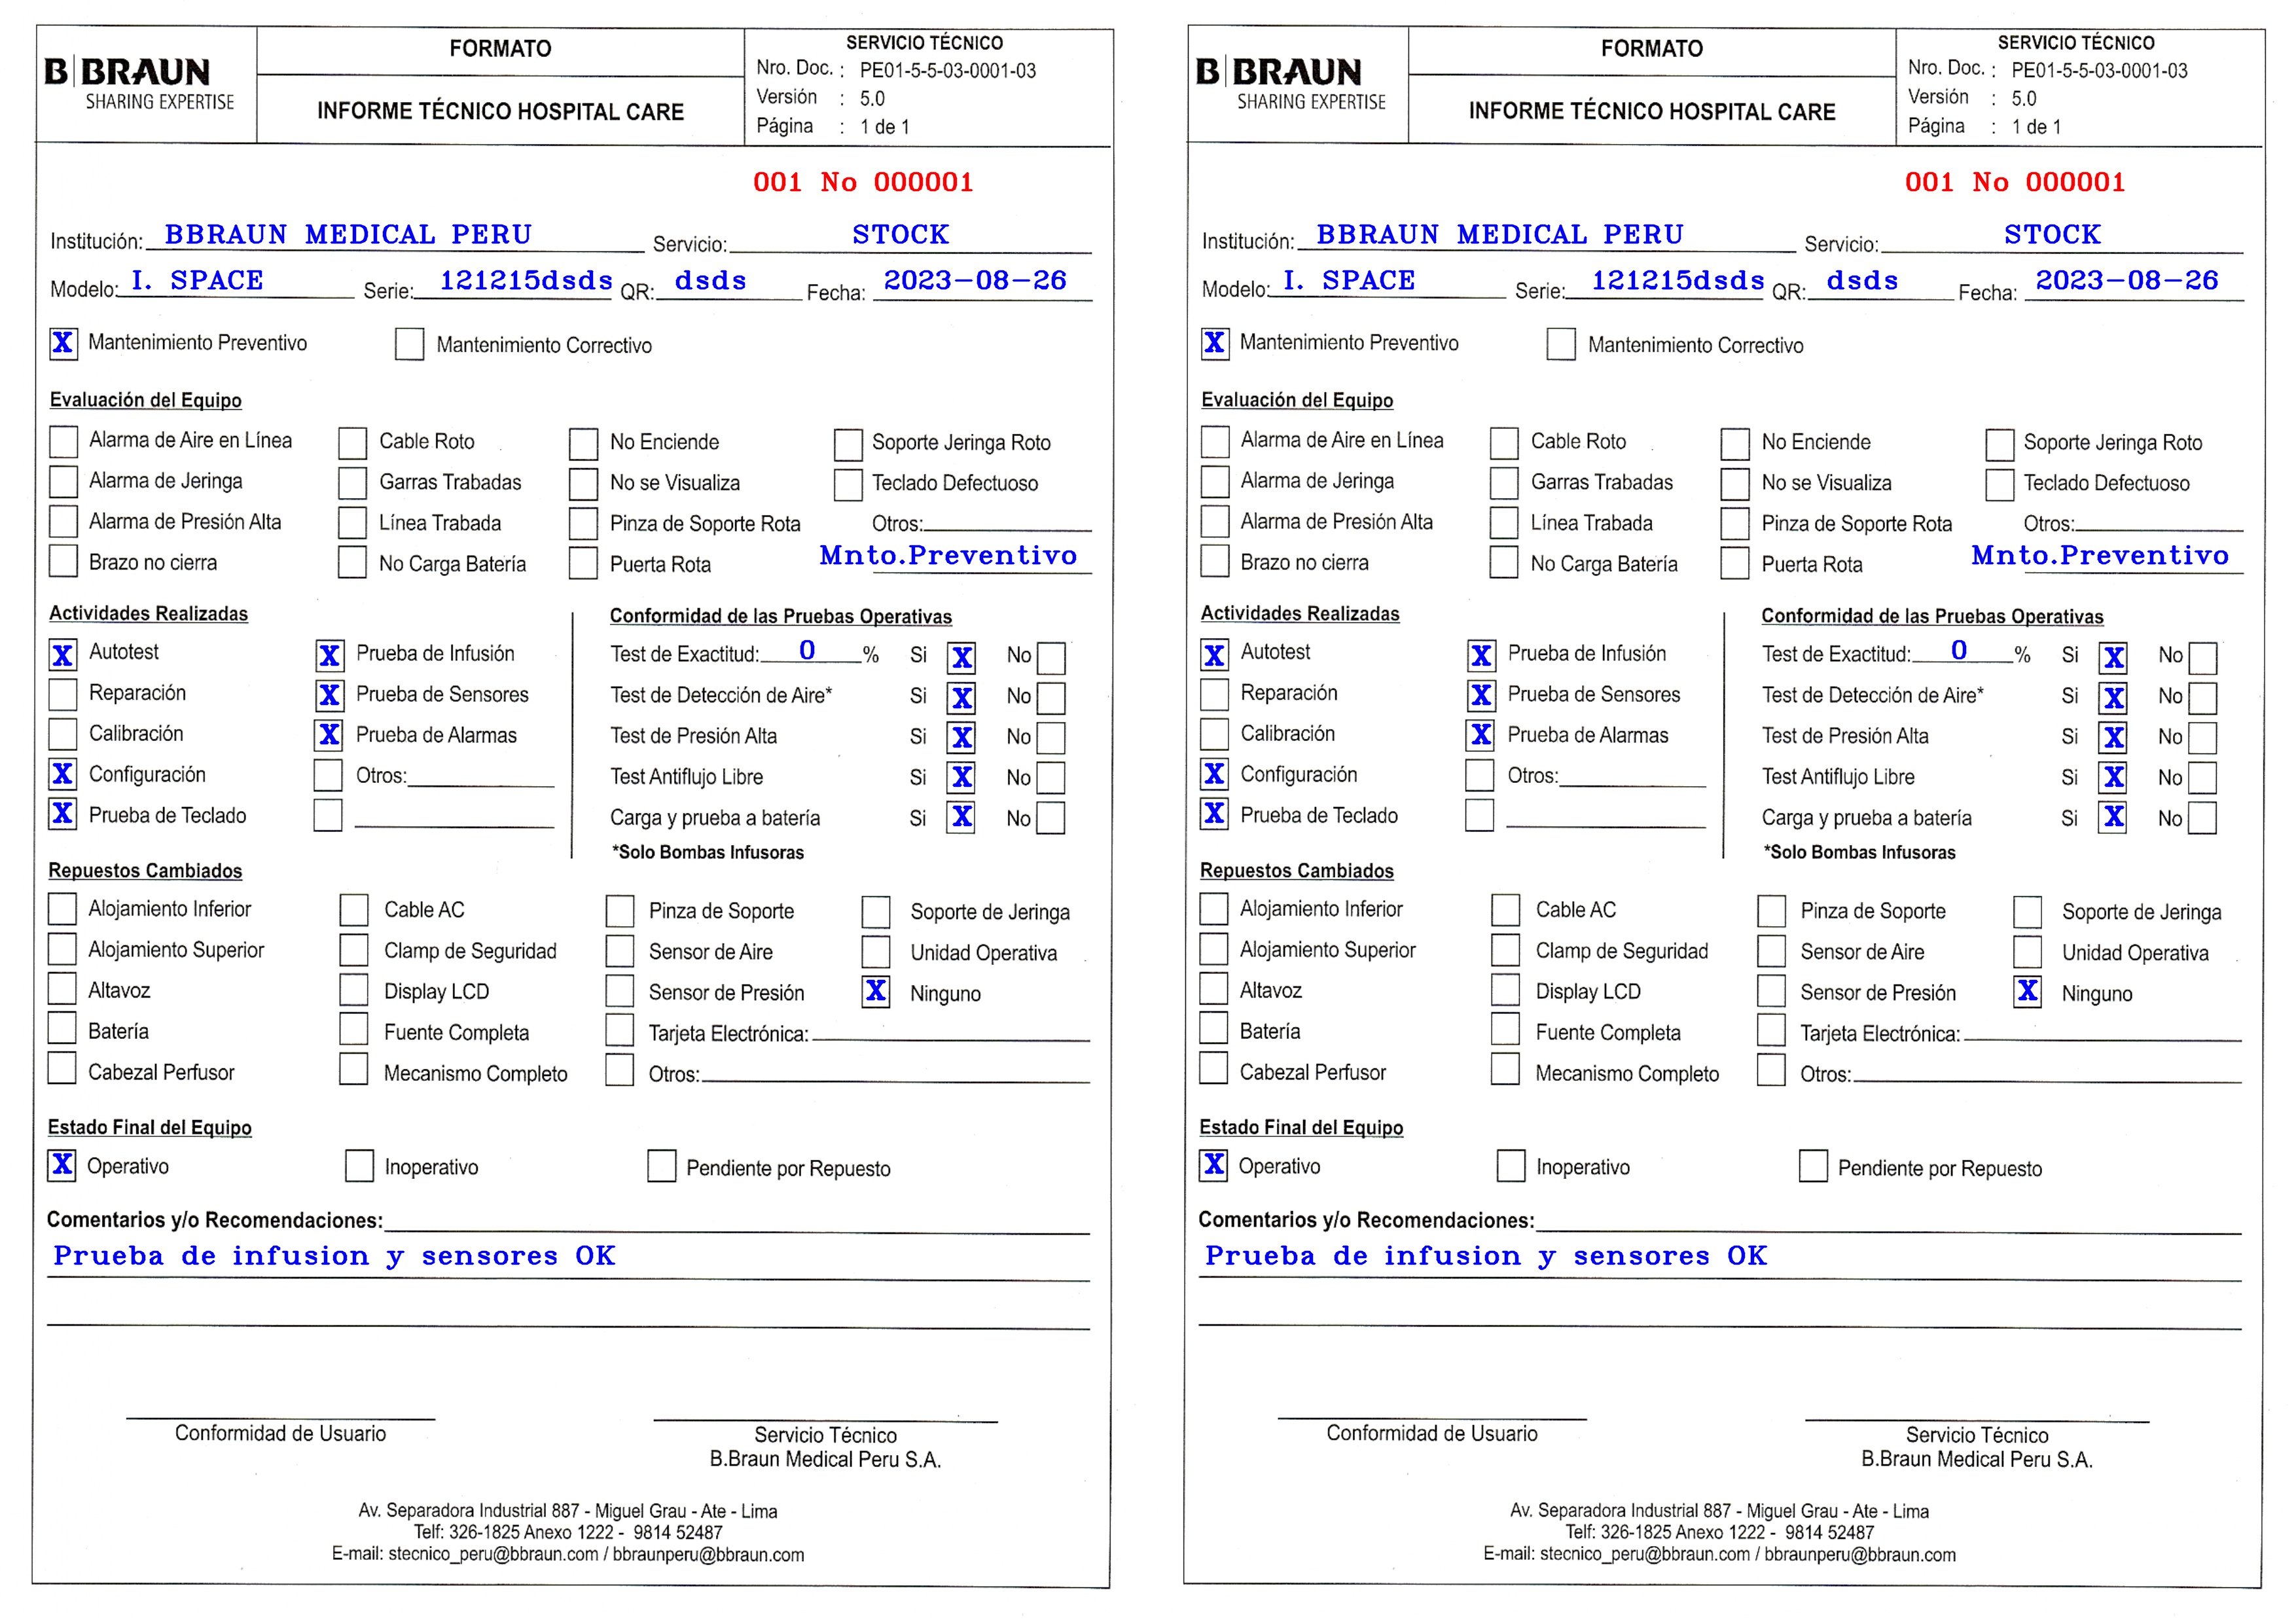 B|BRAUN
SHARING EXPERTISE
FORMATO
INFORME TÉCNICO HOSPITAL CARE
SERVICIO TÉCNICO
Nro. Doc. : PE01-5-5-03-0001-03
Versión : 5.0
Página : 1 de 1
001 No 000001
Institución: BBRAUN MEDICAL PERU Servicio: STOCK
Modelo: I. SPACE Serie: 121215dsds QR: dsds Fecha: 2023-08-26
X Mantenimiento Preventivo Mantenimiento Correctivo
Evaluación del Equipo
Alarma de Aire en Línea Cable Roto No Enciende Soporte Jeringa Roto
Alarma de Jeringa Garras Trabadas No se Visualiza Teclado Defectuoso
Alarma de Presión Alta Línea Trabada Pinza de Soporte Rota Otros:
Brazo no cierra No Carga Batería Puerta Rota Mnto.Preventivo
Actividades Realizadas Conformidad de las Pruebas Operativas
X Autotest X Prueba de Infusión Test de Exactitud: 0 % Si X No
Reparación X Prueba de Sensores Test de Detección de Aire* Si X No
Calibración X Prueba de Alarmas Test de Presión Alta Si X No
X Configuración Otros: Test Antiflujo Libre Si X No
X Prueba de Teclado Carga y prueba a batería Si X No
*Solo Bombas Infusoras
Repuestos Cambiados
Alojamiento Inferior Cable AC Pinza de Soporte Soporte de Jeringa
Alojamiento Superior Clamp de Seguridad Sensor de Aire Unidad Operativa
Altavoz Display LCD Sensor de Presión X Ninguno
Batería Fuente Completa Tarjeta Electrónica:
Cabezal Perfusor Mecanismo Completo Otros:
Estado Final del Equipo
X Operativo Inoperativo Pendiente por Repuesto
Comentarios y/o Recomendaciones:
Prueba de infusion y sensores OK
Conformidad de Usuario Servicio Técnico
B.Braun Medical Peru S.A.
Av. Separadora Industrial 887 - Miguel Grau - Ate - Lima
Telf: 326-1825 Anexo 1222 - 9814 52487
E-mail: stecnico_peru@bbraun.com / bbraunperu@bbraun.com
B|BRAUN
SHARING EXPERTISE
FORMATO
INFORME TÉCNICO HOSPITAL CARE
SERVICIO TÉCNICO
Nro. Doc. : PE01-5-5-03-0001-03
Versión : 5.0
Página : 1 de 1
001 No 000001
Institución: BBRAUN MEDICAL PERU Servicio: STOCK
Modelo: I. SPACE Serie: 121215dsds QR: dsds Fecha: 2023-08-26
X Mantenimiento Preventivo Mantenimiento Correctivo
Evaluación del Equipo
Alarma de Aire en Línea Cable Roto No Enciende Soporte Jeringa Roto
Alarma de Jeringa Garras Trabadas No se Visualiza Teclado Defectuoso
Alarma de Presión Alta Línea Trabada Pinza de Soporte Rota Otros:
Brazo no cierra No Carga Batería Puerta Rota Mnto.Preventivo
Actividades Realizadas Conformidad de las Pruebas Operativas
X Autotest X Prueba de Infusión Test de Exactitud: 0 % Si X No
Reparación X Prueba de Sensores Test de Detección de Aire* Si X No
Calibración X Prueba de Alarmas Test de Presión Alta Si X No
X Configuración Otros: Test Antiflujo Libre Si X No
X Prueba de Teclado Carga y prueba a batería Si X No
*Solo Bombas Infusoras
Repuestos Cambiados
Alojamiento Inferior Cable AC Pinza de Soporte Soporte de Jeringa
Alojamiento Superior Clamp de Seguridad Sensor de Aire Unidad Operativa
Altavoz Display LCD Sensor de Presión X Ninguno
Batería Fuente Completa Tarjeta Electrónica:
Cabezal Perfusor Mecanismo Completo Otros:
Estado Final del Equipo
X Operativo Inoperativo Pendiente por Repuesto
Comentarios y/o Recomendaciones:
Prueba de infusion y sensores OK
Conformidad de Usuario Servicio Técnico
B.Braun Medical Peru S.A.
Av. Separadora Industrial 887 - Miguel Grau - Ate - Lima
Telf: 326-1825 Anexo 1222 - 9814 52487
E-mail: stecnico_peru@bbraun.com / bbraunperu@bbraun.com